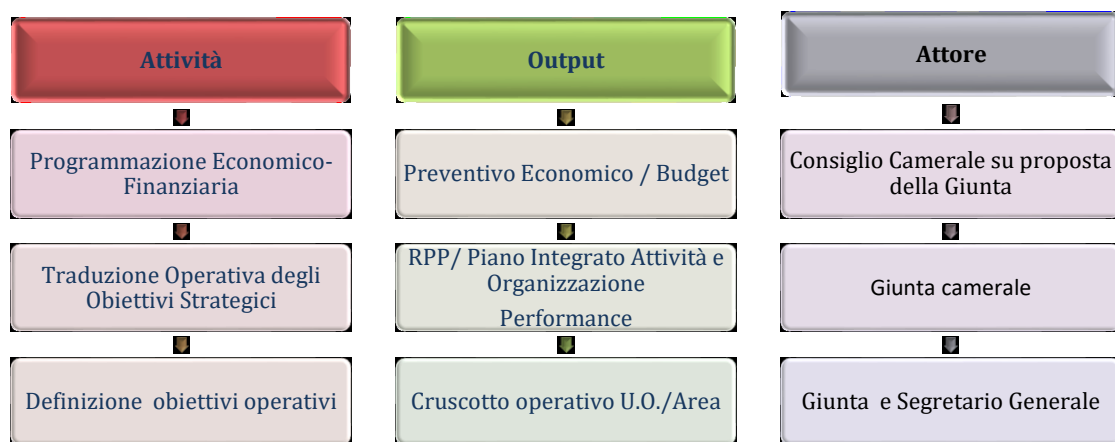 Attività
Programmazione Economico-
Finanziaria
Traduzione Operativa degli
Obiettivi Strategici
Definizione obiettivi operativi
Output
Preventivo Economico / Budget
RPP/ Piano Integrato Attività e
Organizzazione
Performance
Cruscotto operativo U.O./Area
Attore
Consiglio Camerale su proposta
della Giunta
Giunta camerale
Giunta e Segretario Generale